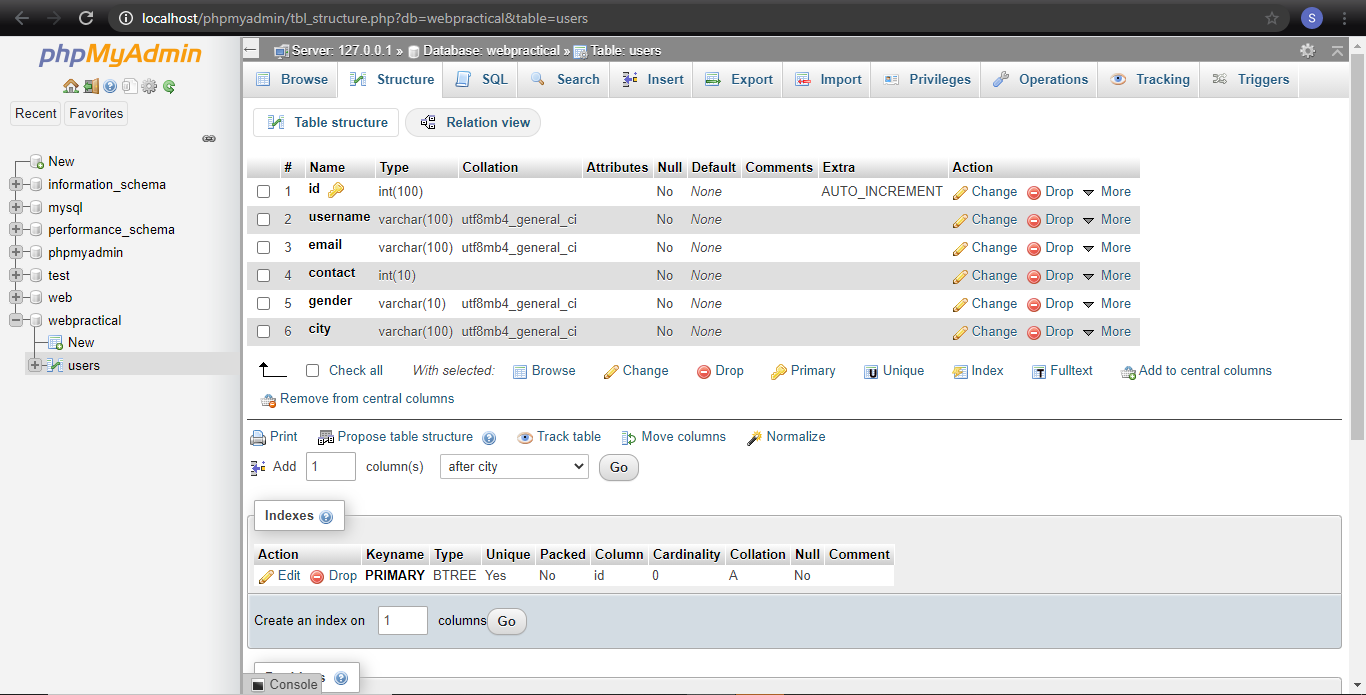 localhost/phpmyadmin/tbl_structure.php?db=webpractical&table=users
S
phpMyAdmin
Recent Favorites
New
information_schema
mysql
performance_schema
phpmyadmin
test
web
webpractical
New
users
Server: 127.0.0.1 » Database: webpractical » Table: users
Browse Structure SQL Search Insert Export Import Privileges Operations Tracking Triggers
Table structure Relation view
# Name Type Collation Attributes Null Default Comments Extra Action
1 id int(100) No None AUTO_INCREMENT Change Drop More
2 username varchar(100) utf8mb4_general_ci No None Change Drop More
3 email varchar(100) utf8mb4_general_ci No None Change Drop More
4 contact int(10) No None Change Drop More
5 gender varchar(10) utf8mb4_general_ci No None Change Drop More
6 city varchar(100) utf8mb4_general_ci No None Change Drop More
Check all With selected: Browse Change Drop Primary Unique Index Fulltext Add to central columns
Remove from central columns
Print Propose table structure Track table Move columns Normalize
Add 1 column(s) after city Go
Indexes
Action Keyname Type Unique Packed Column Cardinality Collation Null Comment
Edit Drop PRIMARY BTREE Yes No id 0 A No
Create an index on 1 columns Go
Console